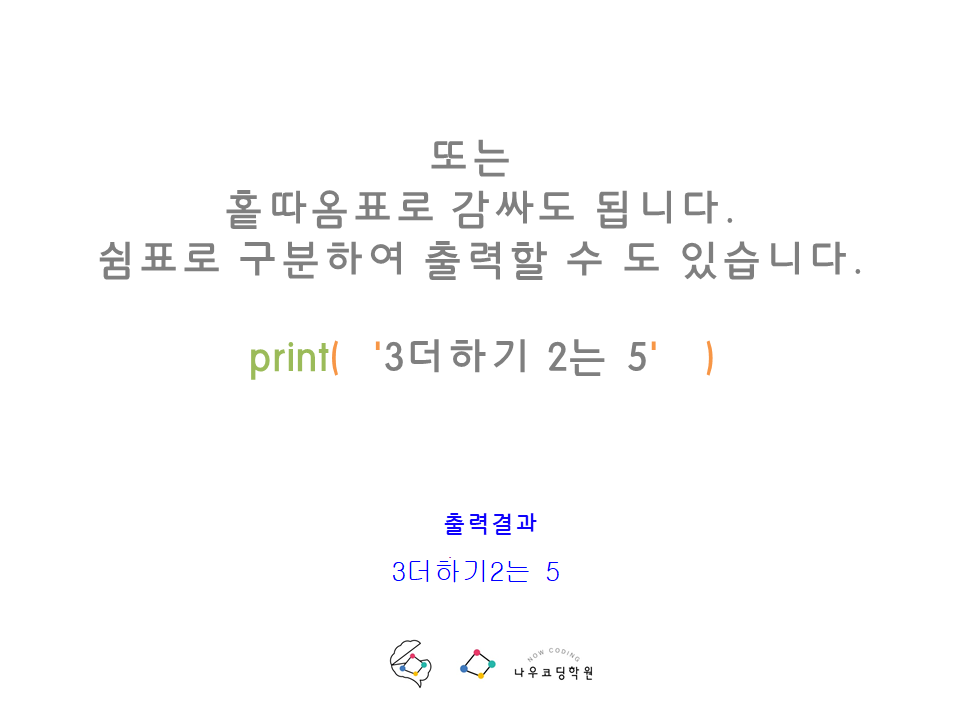 또는
홑따옴표로 감싸도 됩니다.
쉼표로 구분하여 출력할 수 도 있습니다.
print( '3더하기 2는 5' )
출력결과
3더하기2는 5
NOW CODING
나우코딩학원